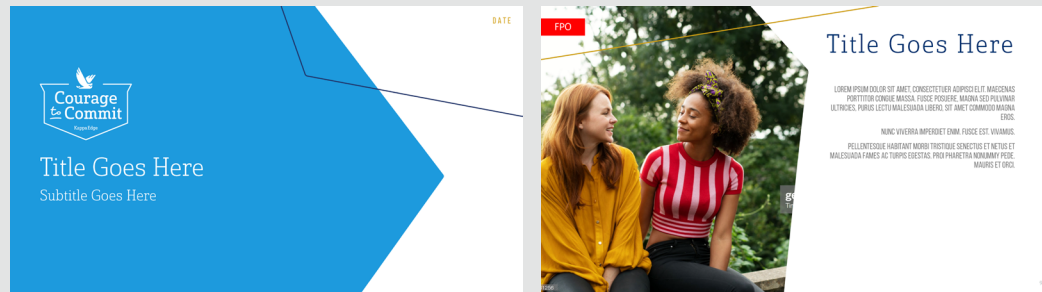 DATE
Courage
to Commit
Kappa Edge
Title Goes Here
Subtitle Goes Here
FPO
Title Goes Here
LOREM IPSUM DOLOR SIT AMET, CONSECTETUER ADIPISCI ELIT. MAECENAS
PORTTITOR CONGUE MASSA. FUSCE POSUERE, MAGNA SED PULVINAR
ULTRICIES, PURUS LECTU MALESUADA LIBERO, SIT AMET COMMODO MAGNA
EROS.
NUNC VIVERRA IMPERDIET ENIM. FUSCE EST. VIVAMUS.
PELLENTESQUE HABITANT MORBI TRISTIQUE SENECTUS ET NETUS ET
MALESUADA FAMES AC TURPIS EGESTAS. PROI PHARETRA NONUMMY PEDE.
MAURIS ET ORCI.